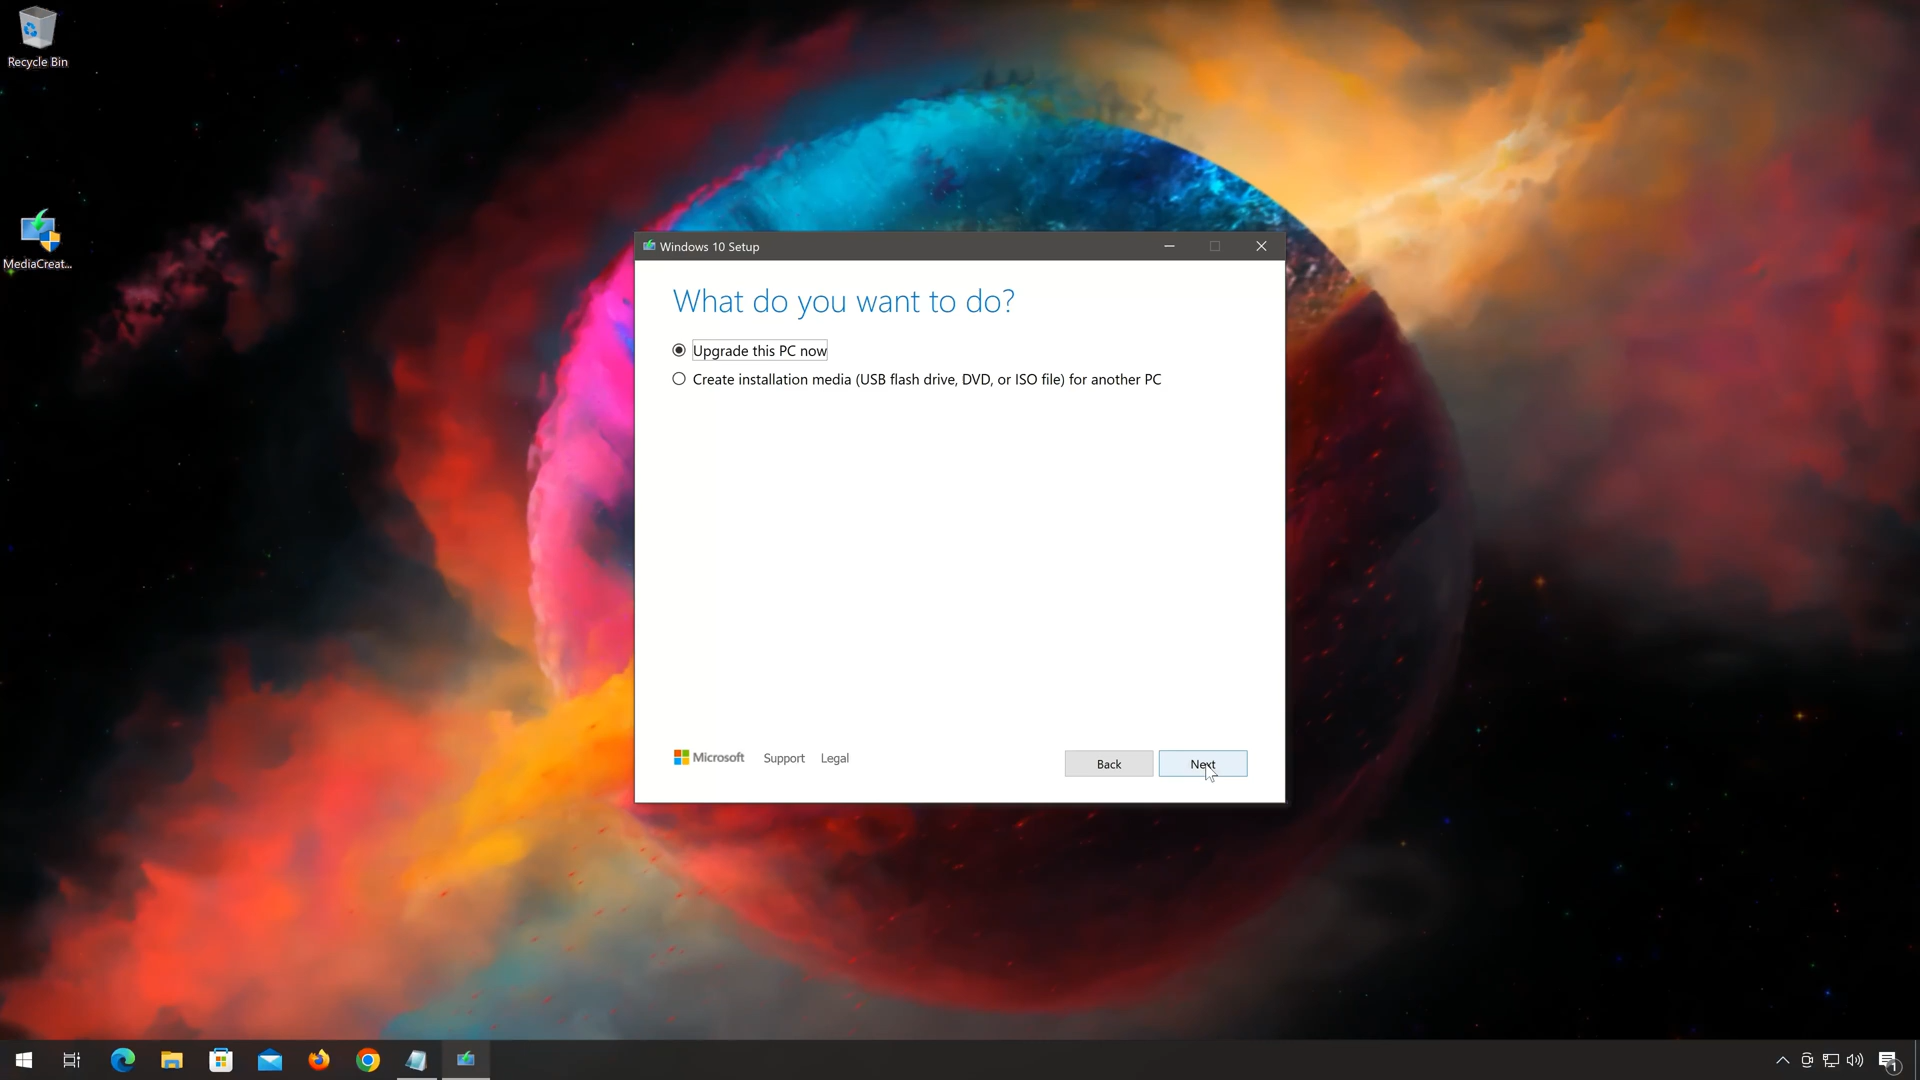 Recycle Bin
MediaCreat...
Windows 10 Setup
What do you want to do?
Upgrade this PC now
Create installation media (USB flash drive, DVD, or ISO file) for another PC
Microsoft Support Legal
Back Next
1